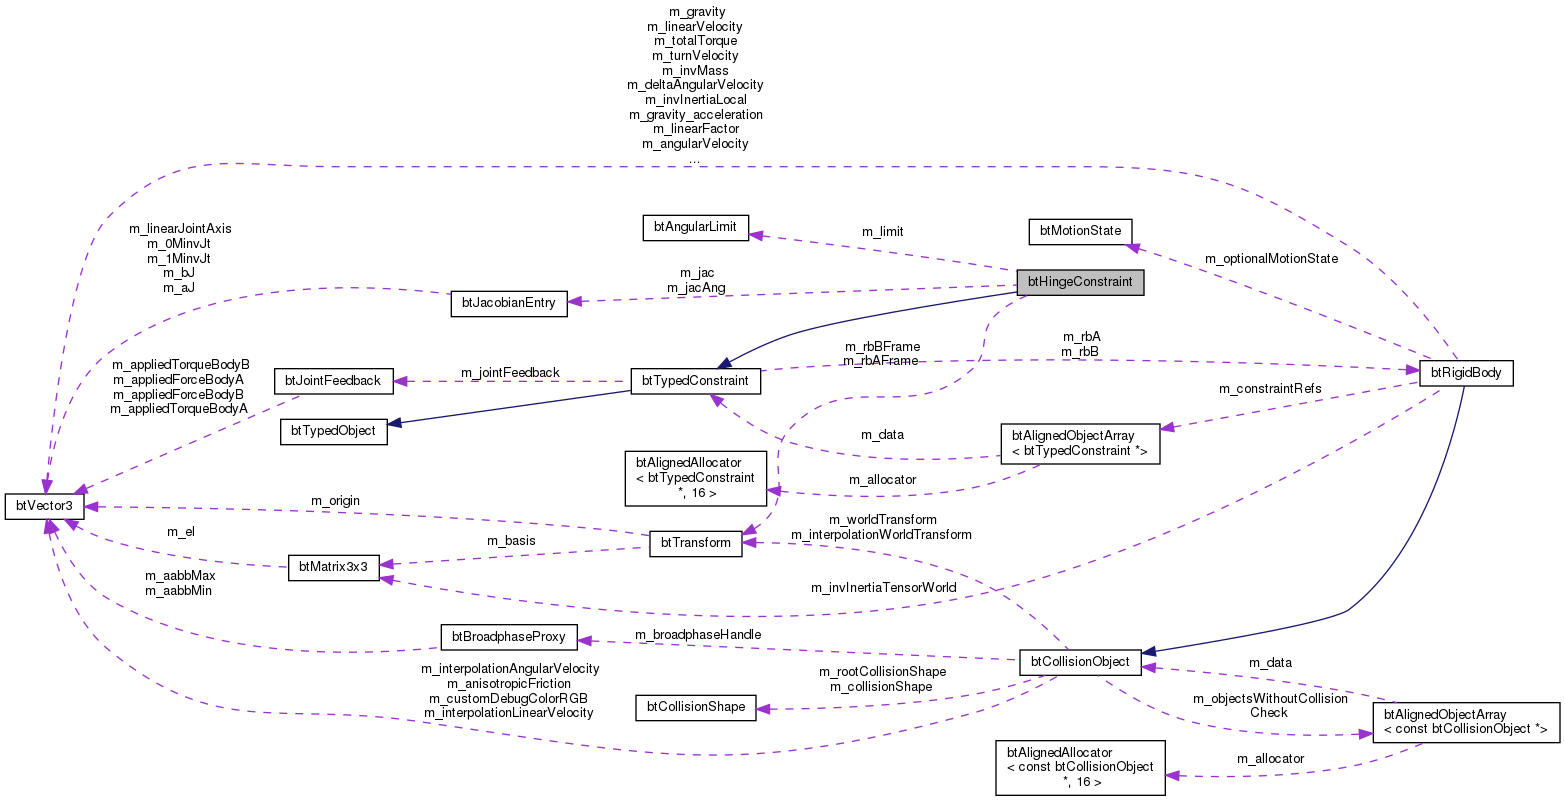 m_gravity
m_linearVelocity
m_totalTorque
m_turnVelocity
m_invMass
m_deltaAngularVelocity
m_invInertiaLocal
m_gravity_acceleration
m_linearFactor
m_angularVelocity
...
m_linearJointAxis
m_0MinvJt
m_1MinvJt
m_bJ
m_aJ
btAngularLimit
m_limit
btMotionState
m_optionalMotionState
btHingeConstraint
m_jac
m_jacAng
btJacobianEntry
m_rbBFrame
m_rbAFrame
m_rbA
m_rbB
m_appliedTorqueBodyB
m_appliedForceBodyA
m_appliedForceBodyB
m_appliedTorqueBodyA
btJointFeedback
m_jointFeedback
btTypedConstraint
btRigidBody
m_constraintRefs
btTypedObject
m_data
btAlignedObjectArray
< btTypedConstraint *>
btAlignedAllocator
< btTypedConstraint
*, 16 >
m_allocator
btVector3
m_origin
m_el
m_basis
btTransform
m_worldTransform
m_interpolationWorldTransform
btMatrix3x3
m_aabbMax
m_aabbMin
m_invInertiaTensorWorld
btBroadphaseProxy
m_broadphaseHandle
btCollisionObject
m_data
m_interpolationAngularVelocity
m_anisotropicFriction
m_customDebugColorRGB
m_interpolationLinearVelocity
m_rootCollisionShape
m_collisionShape
btCollisionShape
m_objectsWithoutCollision
Check
btAlignedObjectArray
< const btCollisionObject *>
btAlignedAllocator
< const btCollisionObject
*, 16 >
m_allocator